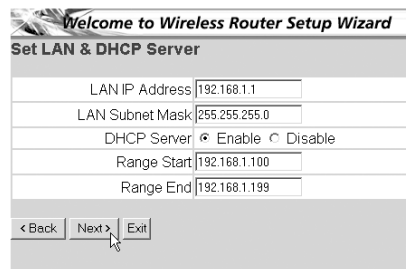 Welcome to Wireless Router Setup Wizard
Set LAN & DHCP Server
LAN IP Address 192.168.1.1
LAN Subnet Mask 255.255.255.0
DHCP Server Enable Disable
Range Start 192.168.1.100
Range End 192.168.1.199
< Back Next > Exit